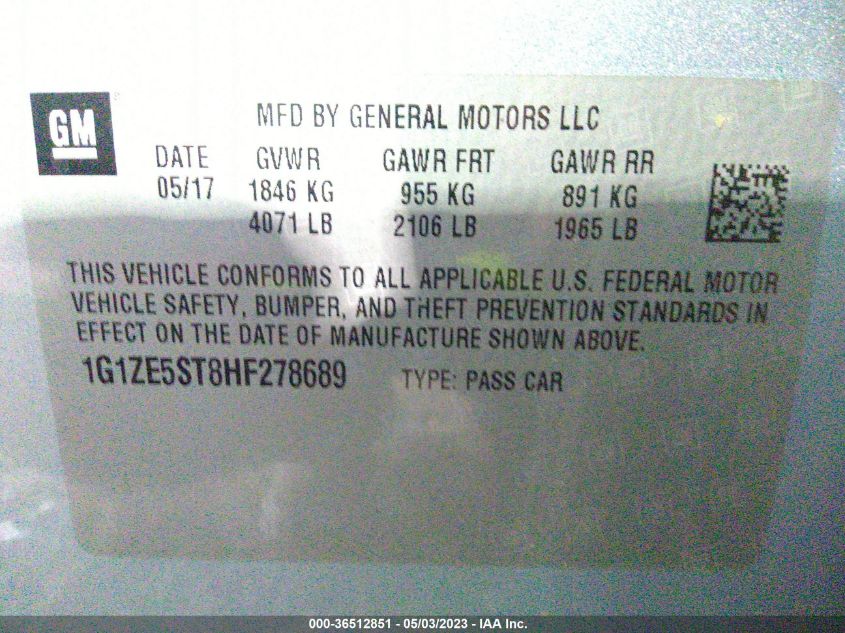 GM
MFD BY GENERAL MOTORS LLC
DATE GVWR GAWR FRT GAWR RR
05/17 1846 KG 955 KG 891 KG
4071 LB 2106 LB 1965 LB
THIS VEHICLE CONFORMS TO ALL APPLICABLE U.S. FEDERAL MOTOR
VEHICLE SAFETY, BUMPER, AND THEFT PREVENTION STANDARDS IN
EFFECT ON THE DATE OF MANUFACTURE SHOWN ABOVE.
1G1ZE5ST8HF278689 TYPE: PASS CAR
000-36512851 - 05/03/2023 - IAA Inc.